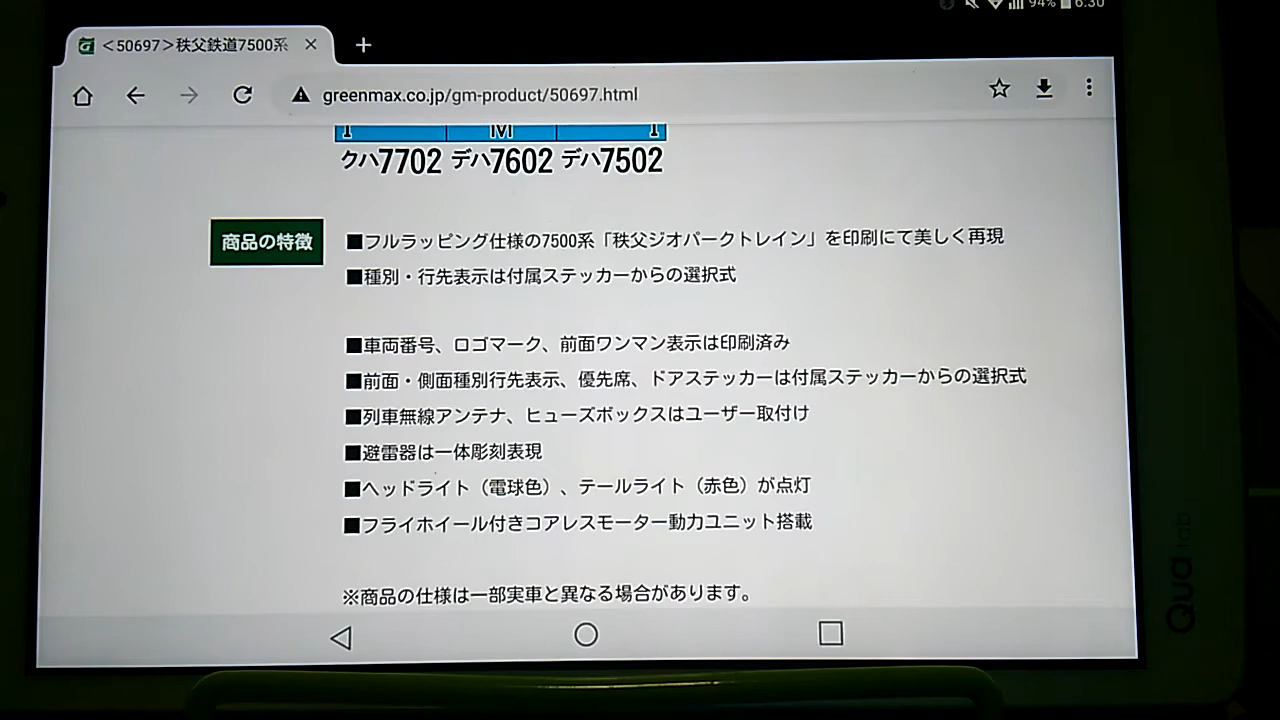 94% 6:30
<50697>秩父鉄道7500系
greenmax.co.jp/gm-product/50697.html
T M T
クハ7702 デハ7602 デハ7502
商品の特徴
■フルラッピング仕様の7500系「秩父ジオパークトレイン」を印刷にて美しく再現
■種別・行先表示は付属ステッカーからの選択式
■車両番号、ロゴマーク、前面ワンマン表示は印刷済み
■前面・側面種別行先表示、優先席、ドアステッカーは付属ステッカーからの選択式
■列車無線アンテナ、ヒューズボックスはユーザー取付け
■避雷器は一体彫刻表現
■ヘッドライト（電球色）、テールライト（赤色）が点灯
■フライホイール付きコアレスモーター動力ユニット搭載
※商品の仕様は一部実車と異なる場合があります。
Qua tab